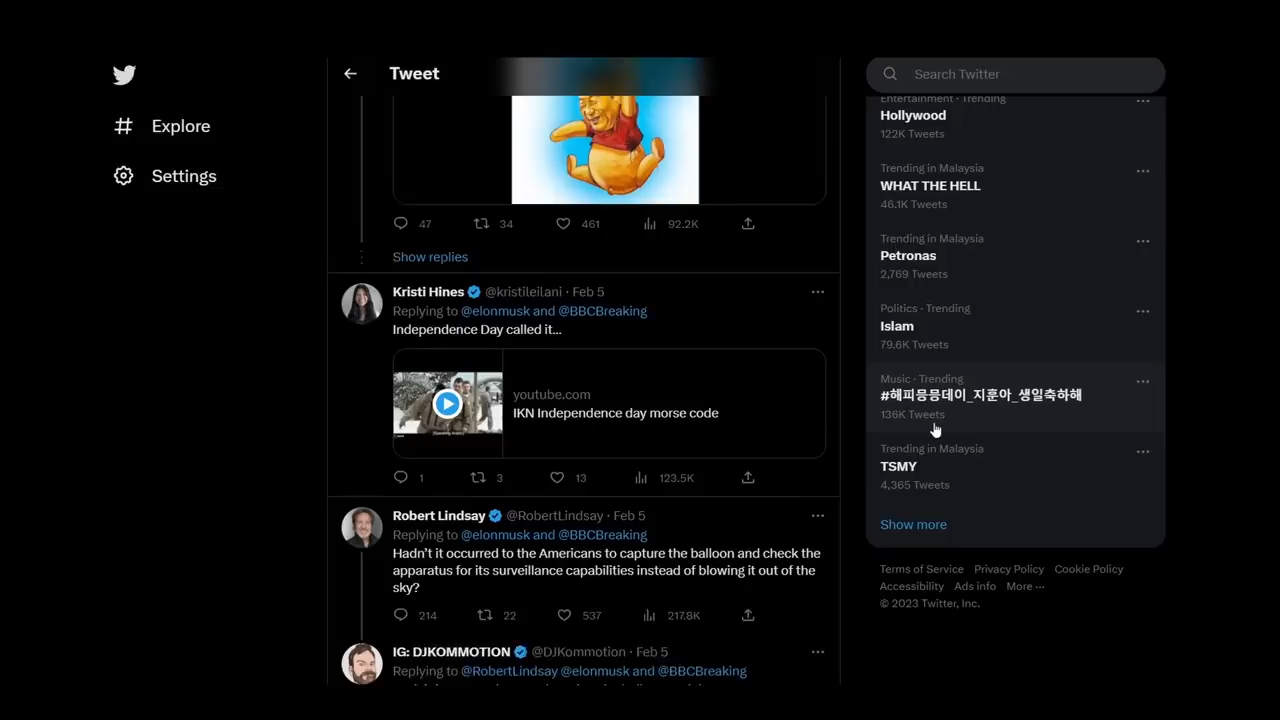 Explore
Settings
Tweet
47
34
461
92.2K
Show replies
Kristi Hines @kristileilani · Feb 5
Replying to @elonmusk and @BBCBreaking
Independence Day called it...
youtube.com
IKN Independence day morse code
1
3
13
123.5K
Robert Lindsay @RobertLindsay · Feb 5
Replying to @elonmusk and @BBCBreaking
Hadn't it occurred to the Americans to capture the balloon and check the
apparatus for its surveillance capabilities instead of blowing it out of the
sky?
214
22
537
217.8K
IG: DJKOMMOTION @DJKommotion · Feb 5
Replying to @RobertLindsay @elonmusk and @BBCBreaking
Search Twitter
Entertainment · Trending
Hollywood
122K Tweets
Trending in Malaysia
WHAT THE HELL
46.1K Tweets
Trending in Malaysia
Petronas
2,769 Tweets
Politics · Trending
Islam
79.6K Tweets
Music · Trending
#해피믕믕데이_지훈아_생일축하해
136K Tweets
Trending in Malaysia
TSMY
4,365 Tweets
Show more
Terms of Service Privacy Policy Cookie Policy
Accessibility Ads info More ···
© 2023 Twitter, Inc.